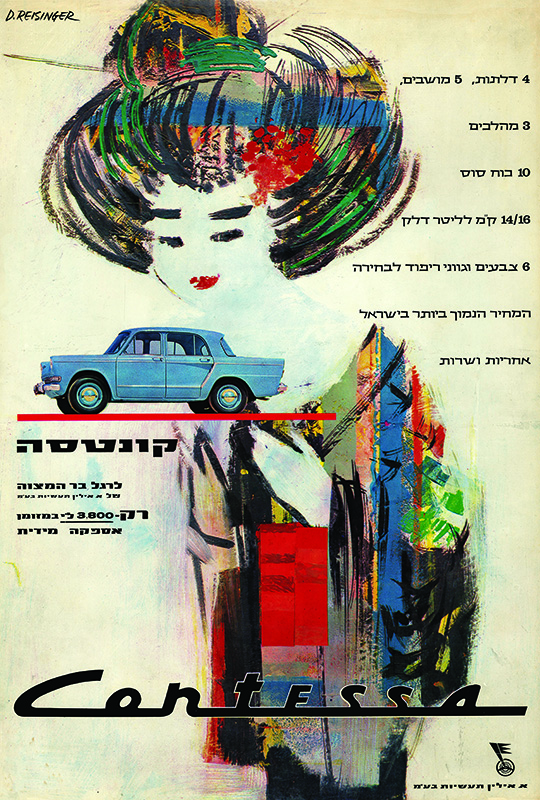 D. REISINGER
4 דלתות, 5 מושבים,
3 מהלכים
10 כוח סוס
14/16 ק"מ לליטר דלק
6 צבעים וגווני ריפוד לבחירה
המחיר הנמוך ביותר בישראל
אחריות ושרות
קונטסה
לרגל בר המצוה
של א אילין תעשיות בע"מ
רק-3.800 ל"י במזומן
אספקה מידית
Contessa
א אילין תעשיות בע"מ